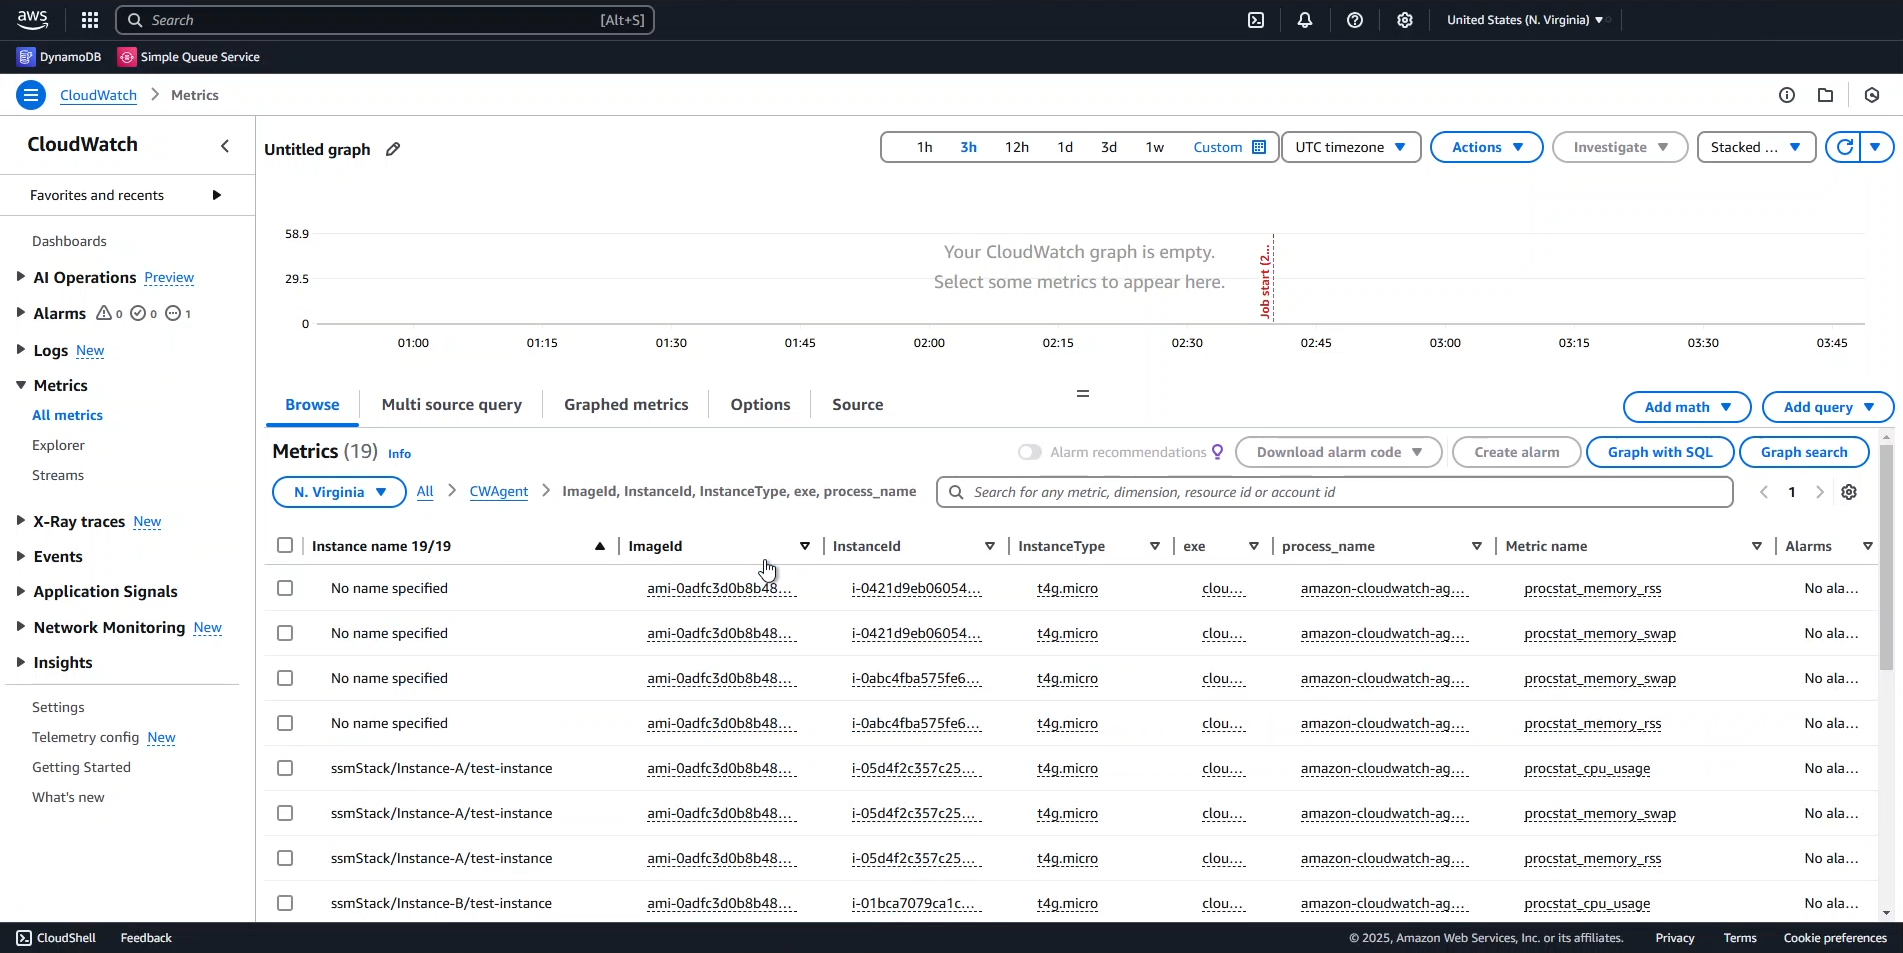 aws Search [Alt+S] United States (N. Virginia)
DynamoDB Simple Queue Service
CloudWatch Metrics
CloudWatch
Favorites and recents
Dashboards
AI Operations Preview
Alarms 0 0 1
Logs New
Metrics
All metrics
Explorer
Streams
X-Ray traces New
Events
Application Signals
Network Monitoring New
Insights
Settings
Telemetry config New
Getting Started
What's new
Untitled graph
1h 3h 12h 1d 3d 1w Custom UTC timezone Actions Investigate Stacked ...
58.9
29.5
0
Your CloudWatch graph is empty.
Select some metrics to appear here.
Job start (2...
01:00 01:15 01:30 01:45 02:00 02:15 02:30 02:45 03:00 03:15 03:30 03:45
Browse Multi source query Graphed metrics Options Source Add math Add query
Metrics (19) Info Alarm recommendations Download alarm code Create alarm Graph with SQL Graph search
N. Virginia All CWAgent ImageId, InstanceId, InstanceType, exe, process_name Search for any metric, dimension, resource id or account id 1
Instance name 19/19 ImageId InstanceId InstanceType exe process_name Metric name Alarms
No name specified ami-0adfc3d0b8b48... i-0421d9eb06054... t4g.micro clou... amazon-cloudwatch-ag... procstat_memory_rss No ala...
No name specified ami-0adfc3d0b8b48... i-0421d9eb06054... t4g.micro clou... amazon-cloudwatch-ag... procstat_memory_swap No ala...
No name specified ami-0adfc3d0b8b48... i-0abc4fba575fe6... t4g.micro clou... amazon-cloudwatch-ag... procstat_memory_swap No ala...
No name specified ami-0adfc3d0b8b48... i-0abc4fba575fe6... t4g.micro clou... amazon-cloudwatch-ag... procstat_memory_rss No ala...
ssmStack/Instance-A/test-instance ami-0adfc3d0b8b48... i-05d4f2c357c25... t4g.micro clou... amazon-cloudwatch-ag... procstat_cpu_usage No ala...
ssmStack/Instance-A/test-instance ami-0adfc3d0b8b48... i-05d4f2c357c25... t4g.micro clou... amazon-cloudwatch-ag... procstat_memory_swap No ala...
ssmStack/Instance-A/test-instance ami-0adfc3d0b8b48... i-05d4f2c357c25... t4g.micro clou... amazon-cloudwatch-ag... procstat_memory_rss No ala...
ssmStack/Instance-B/test-instance ami-0adfc3d0b8b48... i-01bca7079ca1c... t4g.micro clou... amazon-cloudwatch-ag... procstat_cpu_usage No ala...
CloudShell Feedback © 2025, Amazon Web Services, Inc. or its affiliates. Privacy Terms Cookie preferences